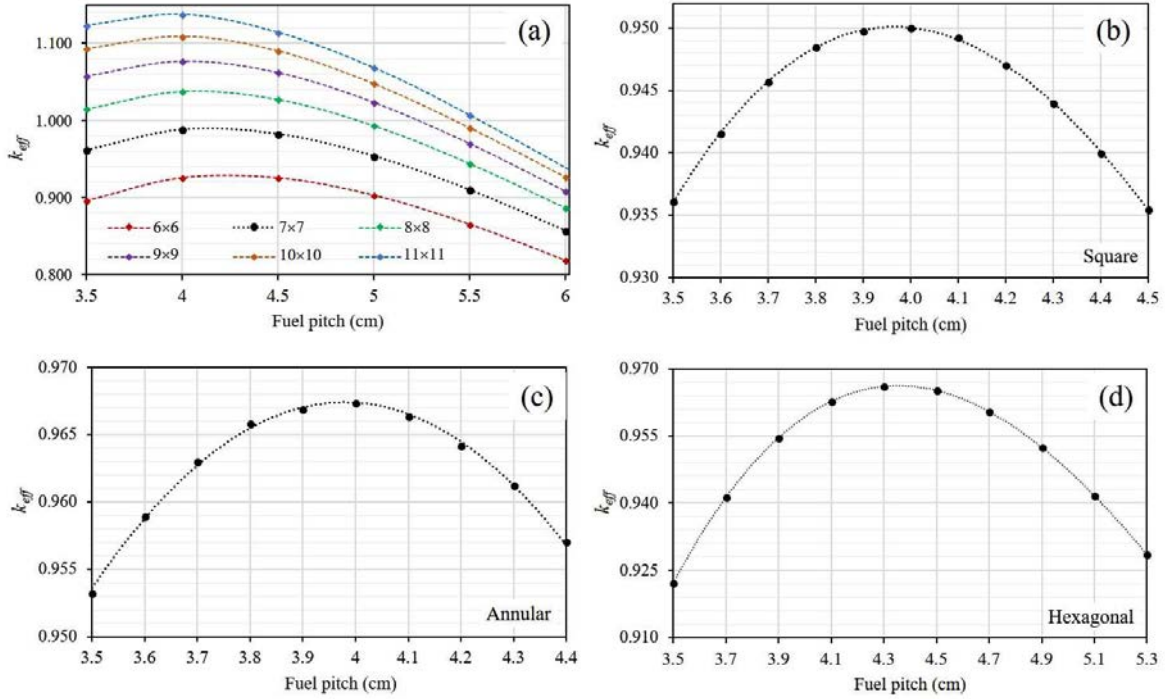 (a)
k_eff
1.100
1.000
0.900
0.800
6×6 7×7 8×8
9×9 10×10 11×11
3.5 4 4.5 5 5.5 6
Fuel pitch (cm)
(b)
k_eff
0.950
0.945
0.940
0.935
0.930
Square
3.5 3.6 3.7 3.8 3.9 4.0 4.1 4.2 4.3 4.4 4.5
Fuel pitch (cm)
(c)
k_eff
0.970
0.965
0.960
0.955
0.950
Annular
3.5 3.6 3.7 3.8 3.9 4 4.1 4.2 4.3 4.4
Fuel pitch (cm)
(d)
k_eff
0.970
0.955
0.940
0.925
0.910
Hexagonal
3.5 3.7 3.9 4.1 4.3 4.5 4.7 4.9 5.1 5.3
Fuel pitch (cm)